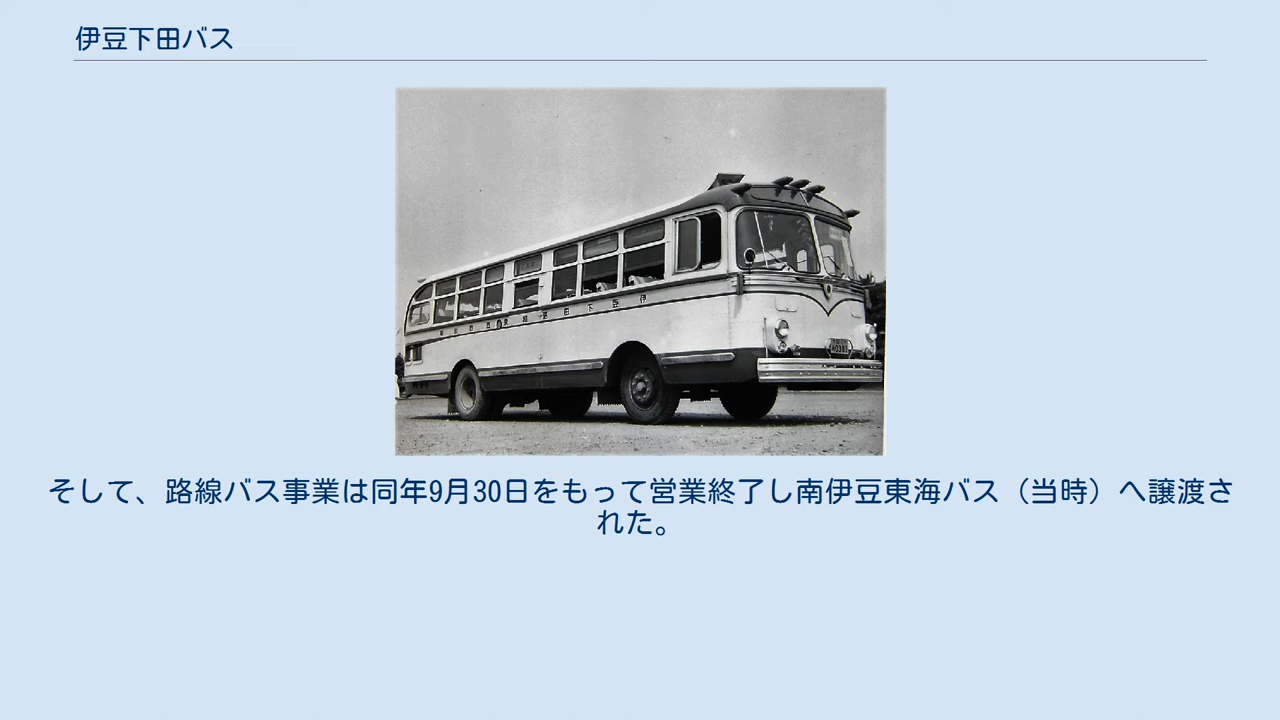 伊豆下田バス
そして、路線バス事業は同年9月30日をもって営業終了し南伊豆東海バス（当時）へ譲渡さ
れた。